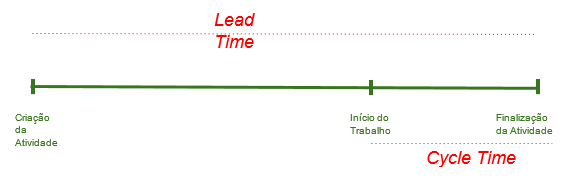 Lead
Time
Criação
da
Atividade
Início do
Trabalho
Finalização
da Atividade
Cycle Time